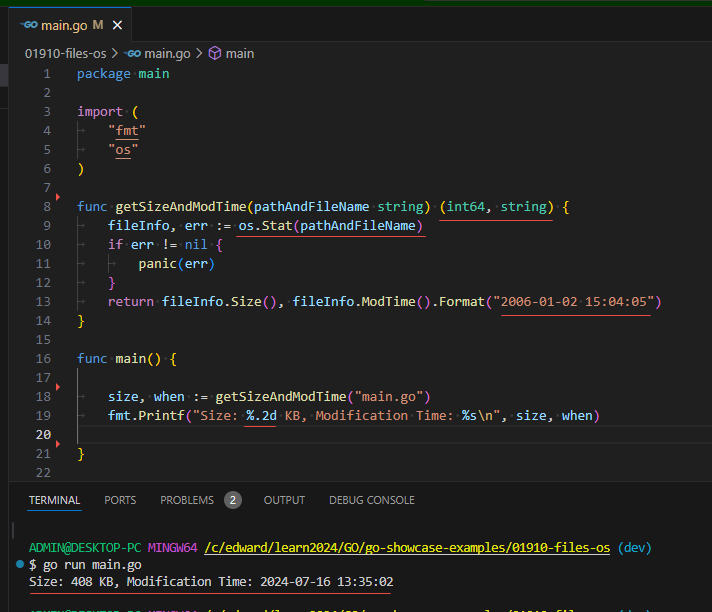 GO main.go M ×
01910-files-os > GO main.go > main
1 package main
2
3 import (
4 "fmt"
5 "os"
6 )
7
8 func getSizeAndModTime(pathAndFileName string) (int64, string) {
9 fileInfo, err := os.Stat(pathAndFileName)
10 if err != nil {
11 panic(err)
12 }
13 return fileInfo.Size(), fileInfo.ModTime().Format("2006-01-02 15:04:05")
14 }
15
16 func main() {
17
18 size, when := getSizeAndModTime("main.go")
19 fmt.Printf("Size: %.2d KB, Modification Time: %s\n", size, when)
20
21 }
22
TERMINAL PORTS PROBLEMS 2 OUTPUT DEBUG CONSOLE
ADMIN@DESKTOP-PC MINGW64 /c/edward/learn2024/GO/go-showcase-examples/01910-files-os (dev)
$ go run main.go
Size: 408 KB, Modification Time: 2024-07-16 13:35:02